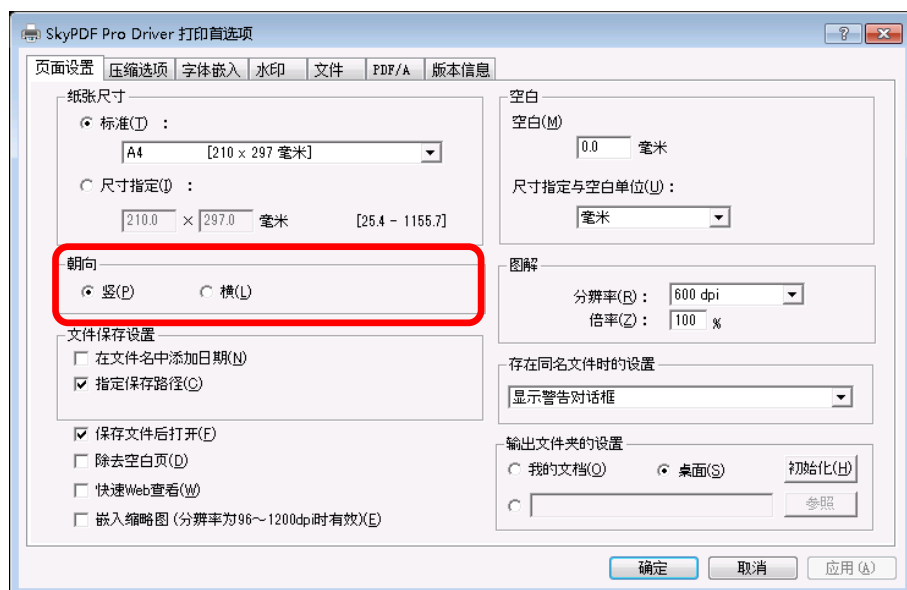 SkyPDF Pro Driver 打印首选项
页面设置 压缩选项 字体嵌入 水印 文件 PDF/A 版本信息
纸张尺寸
标准(T) :
A4 [210 x 297 毫米]
尺寸指定(I) :
210.0 × 297.0 毫米 [25.4 - 1155.7]
朝向
竖(P) 横(L)
文件保存设置
在文件名中添加日期(N)
指定保存路径(C)
保存文件后打开(F)
除去空白页(D)
快速Web查看(W)
嵌入缩略图 (分辨率为96～1200dpi时有效)(E)
空白
空白(M)
0.0 毫米
尺寸指定与空白单位(U):
毫米
图解
分辨率(R): 600 dpi
倍率(Z): 100 %
存在同名文件时的设置
显示警告对话框
输出文件夹的设置
我的文档(O) 桌面(S) 初始化(H)
参照
确定 取消 应用(A)